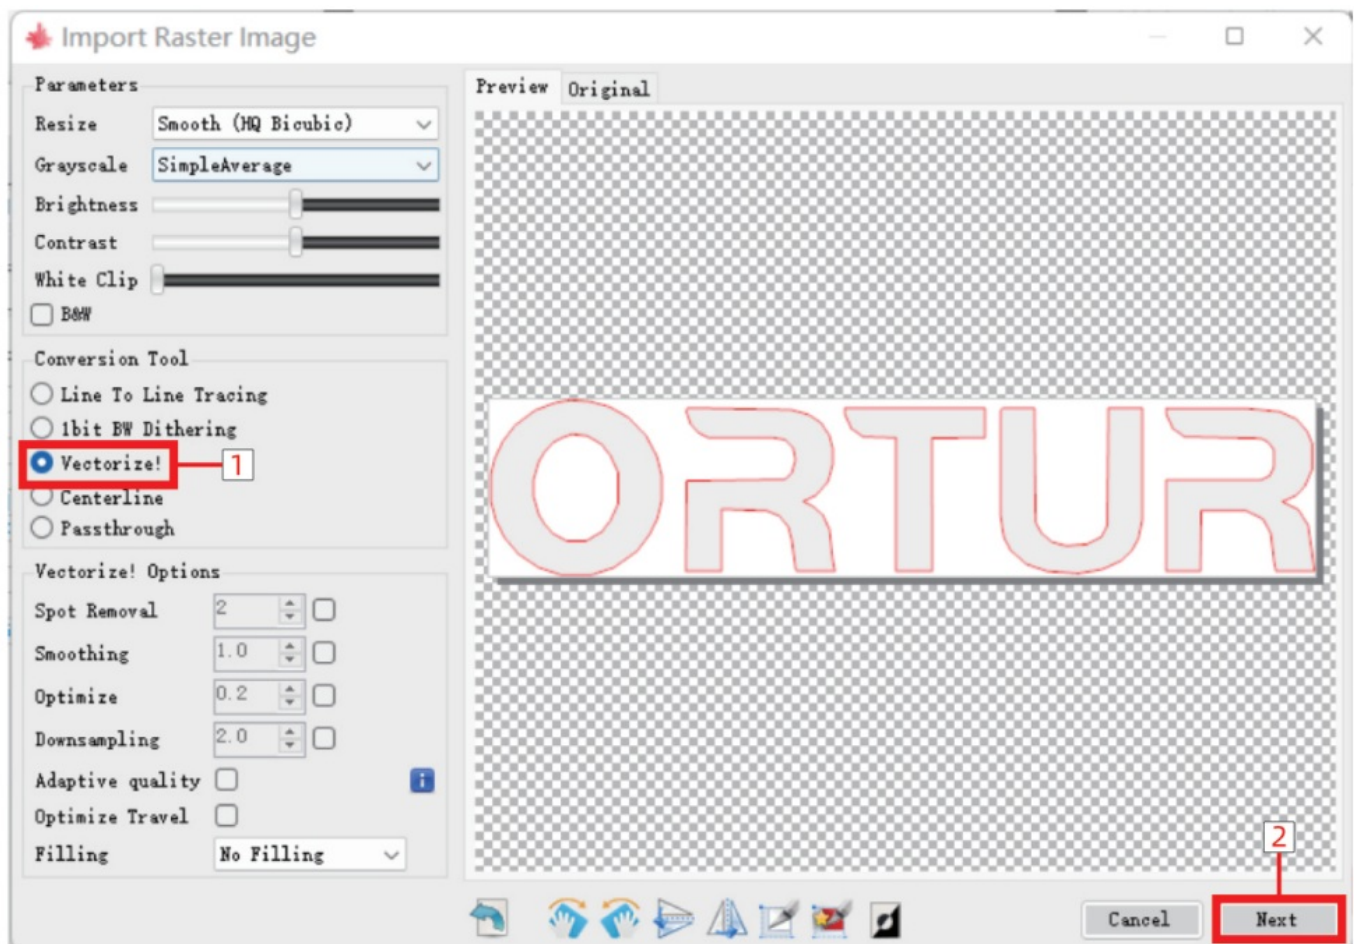 Import Raster Image
Parameters
Resize Smooth (HQ Bicubic)
Grayscale SimpleAverage
Brightness
Contrast
White Clip
B&W
Conversion Tool
Line To Line Tracing
1bit BW Dithering
Vectorize! 1
Centerline
Passthrough
Vectorize! Options
Spot Removal 2
Smoothing 1.0
Optimize 0.2
Downsampling 2.0
Adaptive quality
Optimize Travel
Filling No Filling
Preview Original
ORTUR
2
Cancel Next